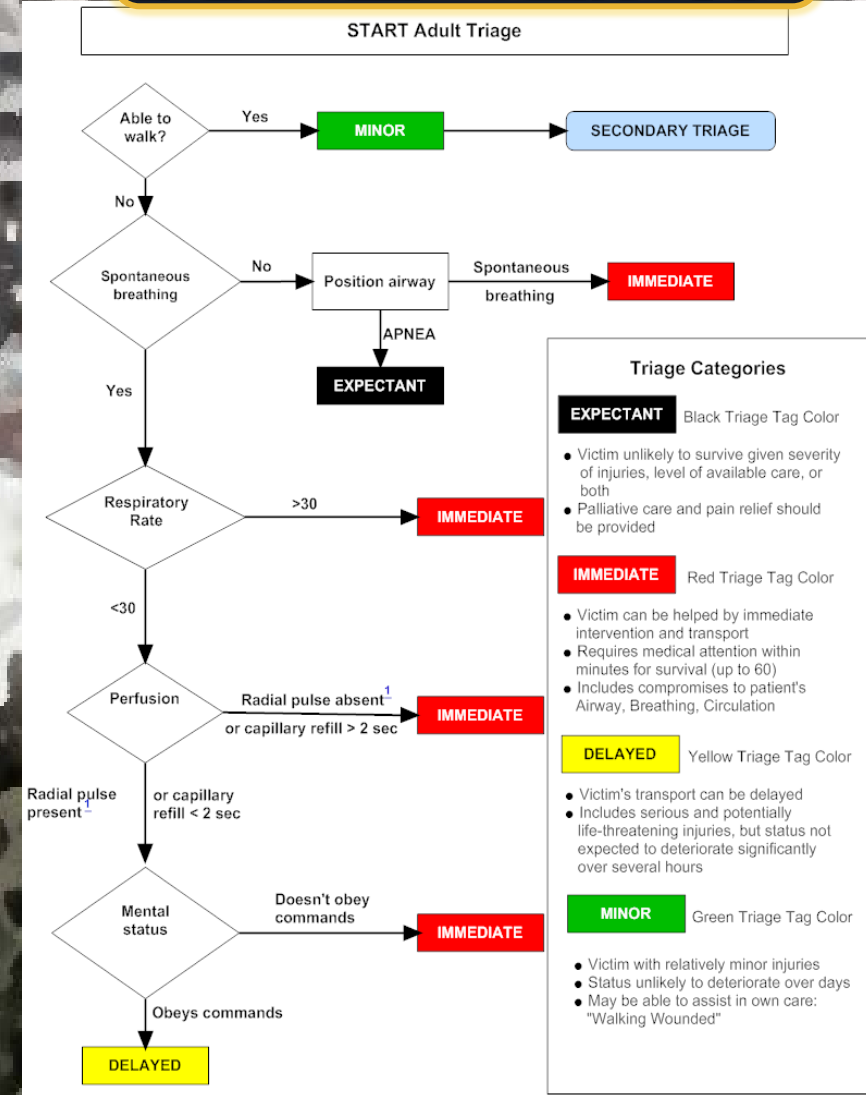 START Adult Triage
Able to
walk?
Yes
MINOR
SECONDARY TRIAGE
No
Spontaneous
breathing
No
Position airway
Spontaneous
breathing
IMMEDIATE
APNEA
EXPECTANT
Yes
Respiratory
Rate
>30
IMMEDIATE
<30
Perfusion
Radial pulse absent1
or capillary refill > 2 sec
IMMEDIATE
Radial pulse
present1
or capillary
refill < 2 sec
Mental
status
Doesn't obey
commands
IMMEDIATE
Obeys commands
DELAYED
Triage Categories
EXPECTANT Black Triage Tag Color
● Victim unlikely to survive given severity
of injuries, level of available care, or
both
● Palliative care and pain relief should
be provided
IMMEDIATE Red Triage Tag Color
● Victim can be helped by immediate
intervention and transport
● Requires medical attention within
minutes for survival (up to 60)
● Includes compromises to patient's
Airway, Breathing, Circulation
DELAYED Yellow Triage Tag Color
● Victim's transport can be delayed
● Includes serious and potentially
life-threatening injuries, but status not
expected to deteriorate significantly
over several hours
MINOR Green Triage Tag Color
● Victim with relatively minor injuries
● Status unlikely to deteriorate over days
● May be able to assist in own care:
"Walking Wounded"